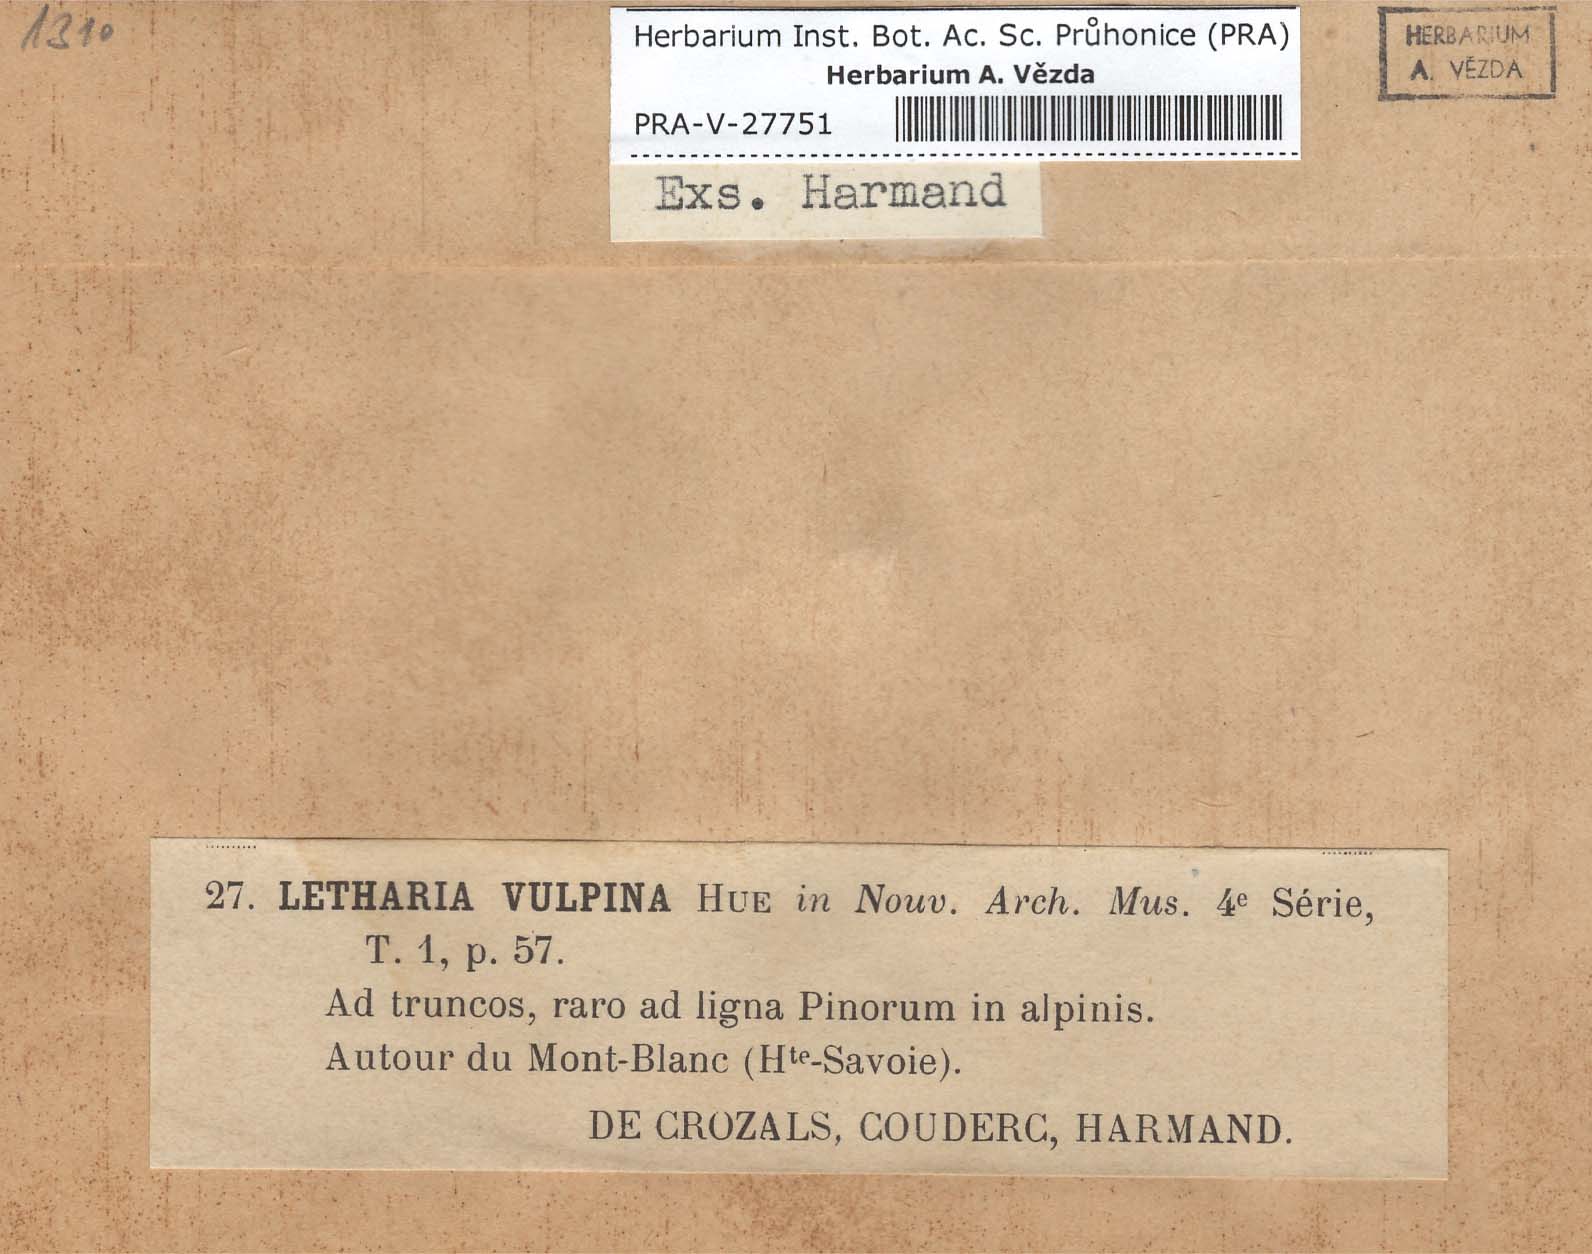 1310
Herbarium Inst. Bot. Ac. Sc. Průhonice (PRA)
Herbarium A. Vězda
PRA-V-27751
HERBARIUM
A. VĚZDA
Exs. Harmand
27. LETHARIA VULPINA HUE in Nouv. Arch. Mus. 4e Série,
T. 1, p. 57.
Ad truncos, raro ad ligna Pinorum in alpinis.
Autour du Mont-Blanc (Hte-Savoie).
DE CROZALS, COUDERC, HARMAND.